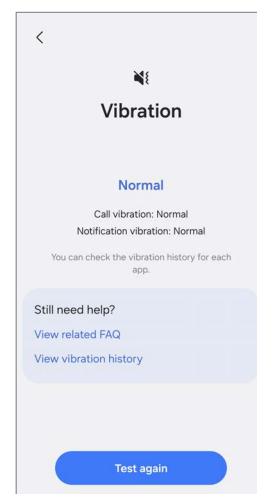 Vibration
Normal
Call vibration: Normal
Notification vibration: Normal
You can check the vibration history for each
app.
Still need help?
View related FAQ
View vibration history
Test again